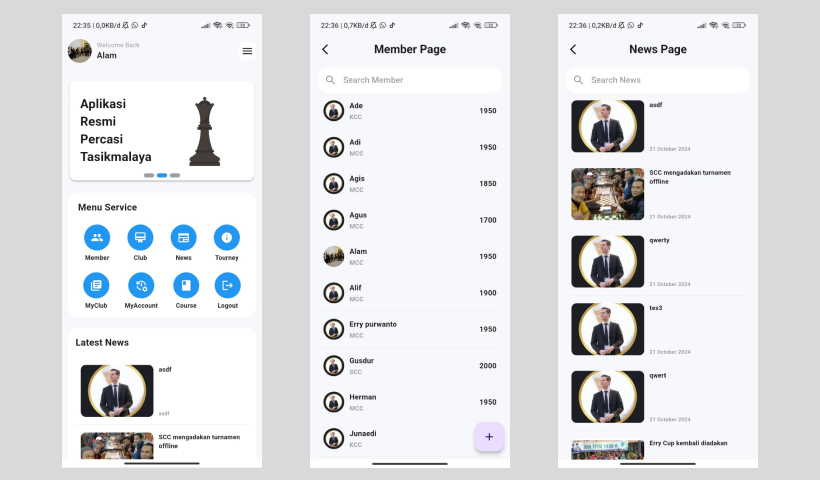 22:35 | 0,0KB/d
Welcome Back
Alam
Aplikasi
Resmi
Percasi
Tasikmalaya
Menu Service
Member
Club
News
Tourney
MyClub
MyAccount
Course
Logout
Latest News
asdf
asdf
SCC mengadakan turnamen
offline
22:36 | 0,7KB/d
Member Page
Search Member
Ade
KCC
1950
Adi
MCC
1950
Agis
MCC
1850
Agus
MCC
1700
Alam
MCC
1950
Alif
MCC
1900
Erry purwanto
MCC
1950
Gusdur
SCC
2000
Herman
MCC
1950
Junaedi
KCC
+
22:36 | 0,2KB/d
News Page
Search News
asdf
21 October 2024
SCC mengadakan turnamen
offline
21 October 2024
qwerty
21 October 2024
tes3
21 October 2024
qwert
21 October 2024
Erry Cup kembali diadakan